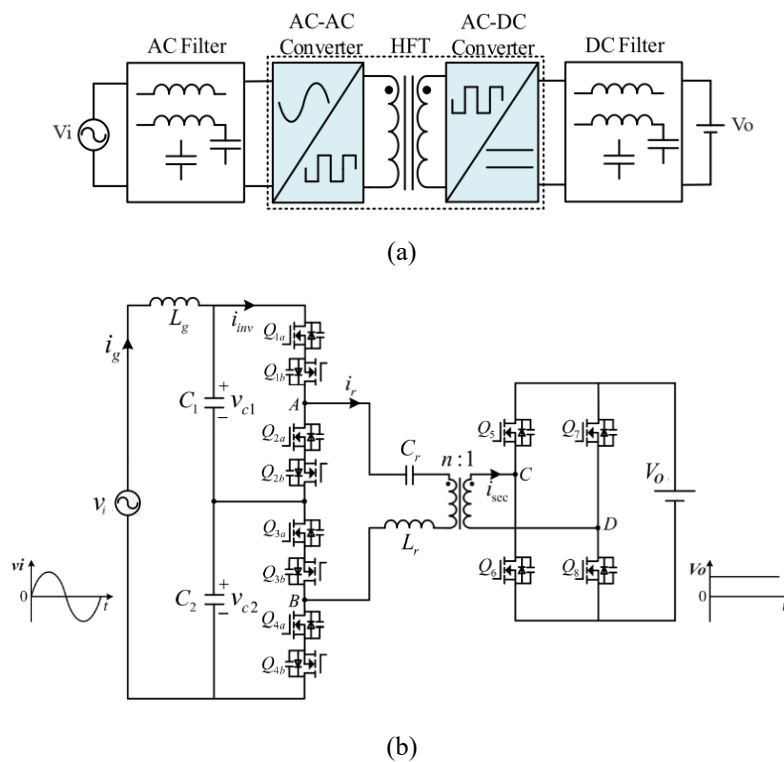 AC-AC
AC-DC
AC Filter
Converter
HFT
Converter
DC Filter
Vi
Vo
(a)
L_g
i_inv
i_g
Q_1a
Q_1b
C_1
+
v_c1
−
A
i_r
Q_2a
Q_2b
C_r
n:1
i_sec
C
Q_5
Q_7
V_o
v_i
Q_3a
Q_3b
L_r
D
vi
0
t
C_2
+
v_c2
−
B
Q_4a
Q_4b
Q_6
Q_8
Vo
0
t
(b)